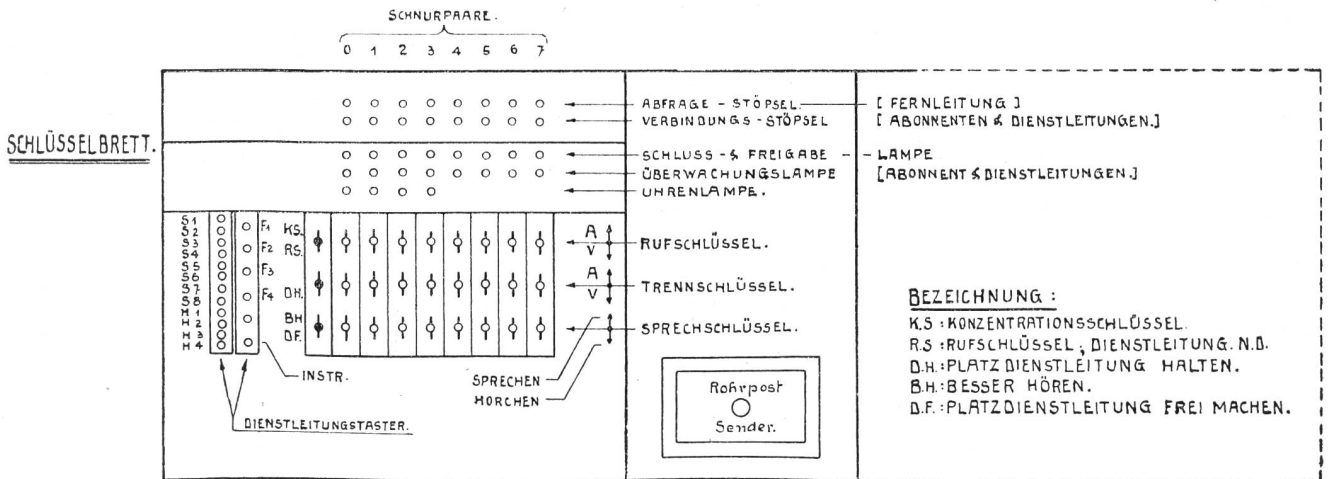 SCHNURPAARE.
0 1 2 3 4 5 6 7
SCHLÜSSELBRETT.
ABFRAGE - STÖPSEL. [ FERNLEITUNG ]
VERBINDUNGS - STÖPSEL [ ABONNENTEN & DIENSTLEITUNGEN.]
SCHLUSS - & FREIGABE - - LAMPE
ÜBERWACHUNGSLAMPE [ABONNENT & DIENSTLEITUNGEN.]
UHRENLAMPE.
S1
S2
S3
S4
S5
S6
S7
S8
H1
H2
H3
H4
F1
F2
F3
F4
KS.
RS.
DH.
BH
DF.
A
V
RUFSCHLÜSSEL.
A
V
TRENNSCHLÜSSEL.
SPRECHSCHLÜSSEL.
INSTR.
SPRECHEN
HORCHEN
DIENSTLEITUNGSTASTER.
Rohrpost
Sender.
BEZEICHNUNG :
K.S : KONZENTRATIONSSCHLÜSSEL.
R.S : RUFSCHLÜSSEL ; DIENSTLEITUNG. N.D.
D.H. : PLATZ DIENSTLEITUNG HALTEN.
B.H. : BESSER HÖREN.
D.F. : PLATZDIENSTLEITUNG FREI MACHEN.